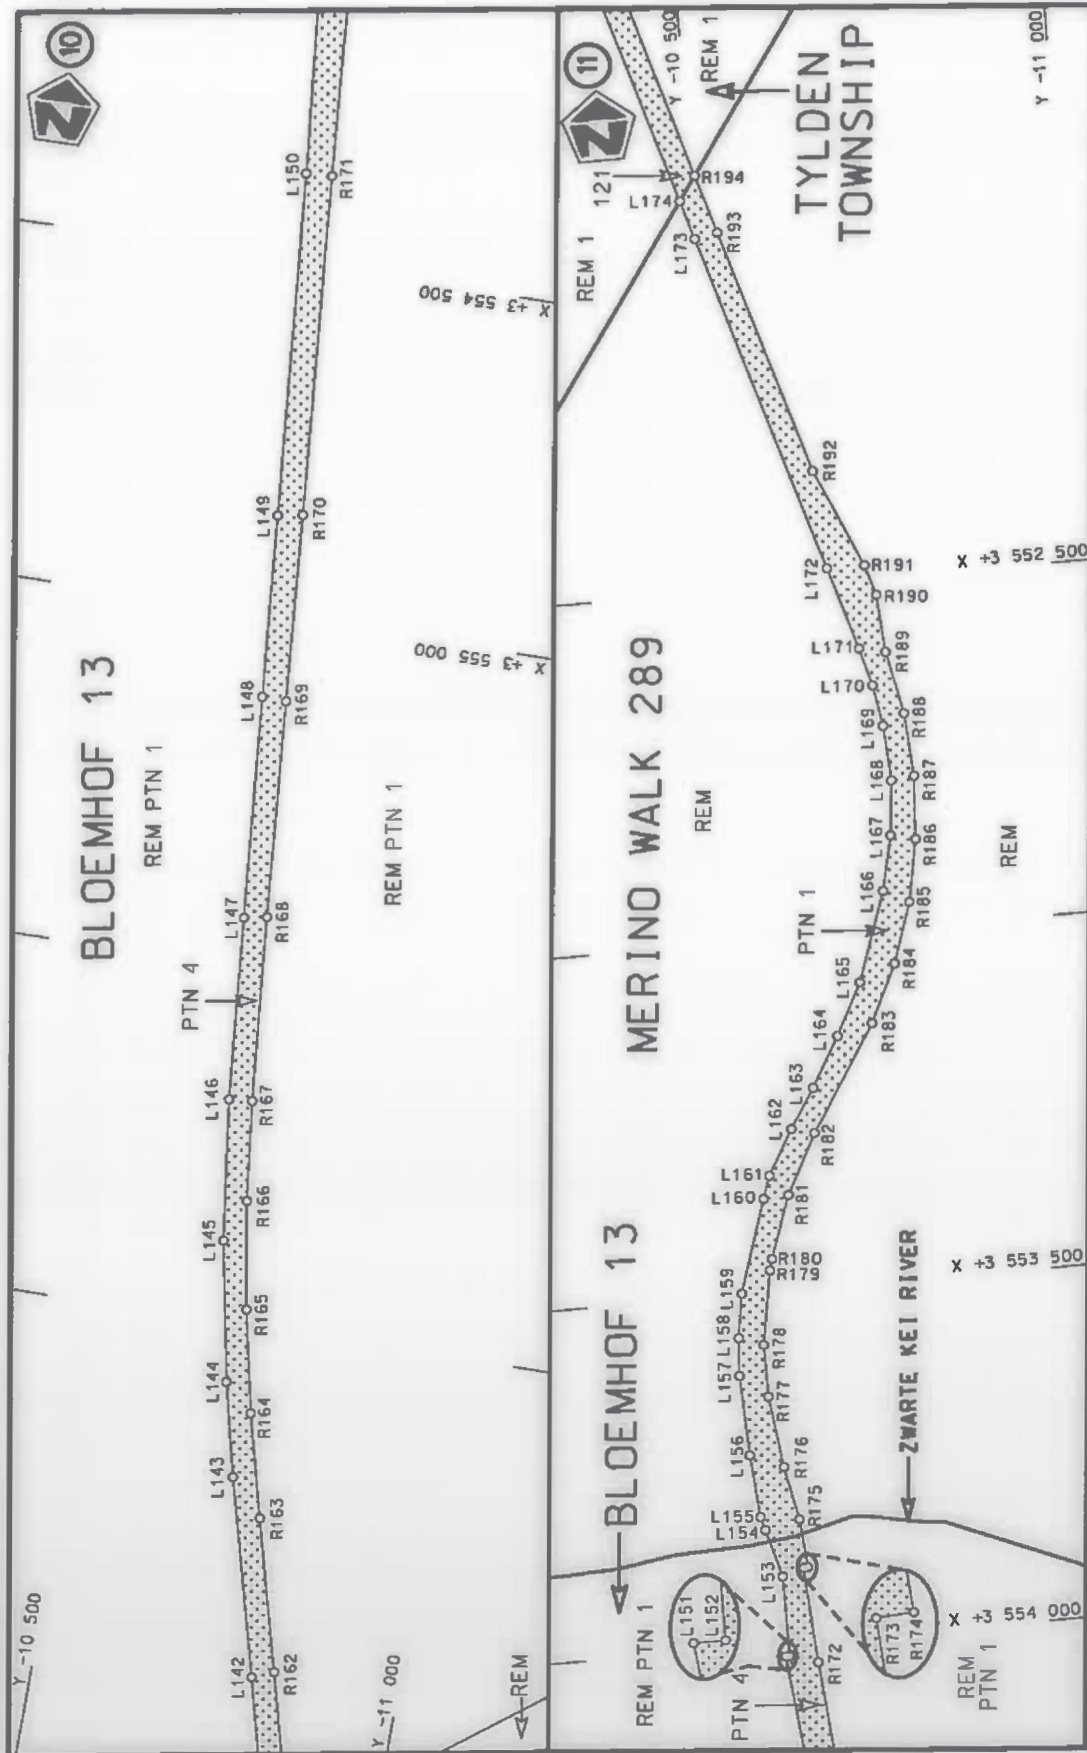 10
N
L150
R171
X +3 554 500
L149
R170
BLOEMHOF 13
REM PTN 1
L148
R169
X +3 555 000
REM PTN 1
L147
R168
PTN 4
L146
R167
R166
L145
R165
L144
R164
L143
R163
L142
R162
Y -10 500
Y -11 000
REM
11
N
Y -10 500
REM 1
TYLDEN
TOWNSHIP
Y -11 000
121
R194
L174
L173
R193
REM 1
R192
L172
R191
X +3 552 500
R190
L171
R189
L170
R188
L169
L168
R187
MERINO WALK 289
REM
L167
R186
REM
L166
R185
PTN 1
L165
R184
L164
R183
L163
L162
R182
L161
L160
R181
R180
R179
X +3 553 500
L159
L158
R178
L157
R177
BLOEMHOF 13
ZWARTE KEI RIVER
L156
R176
L155
L154
R175
L153
REM PTN 1
L151
L152
R173
R174
X +3 554 000
R172
PTN 4
REM
PTN 1